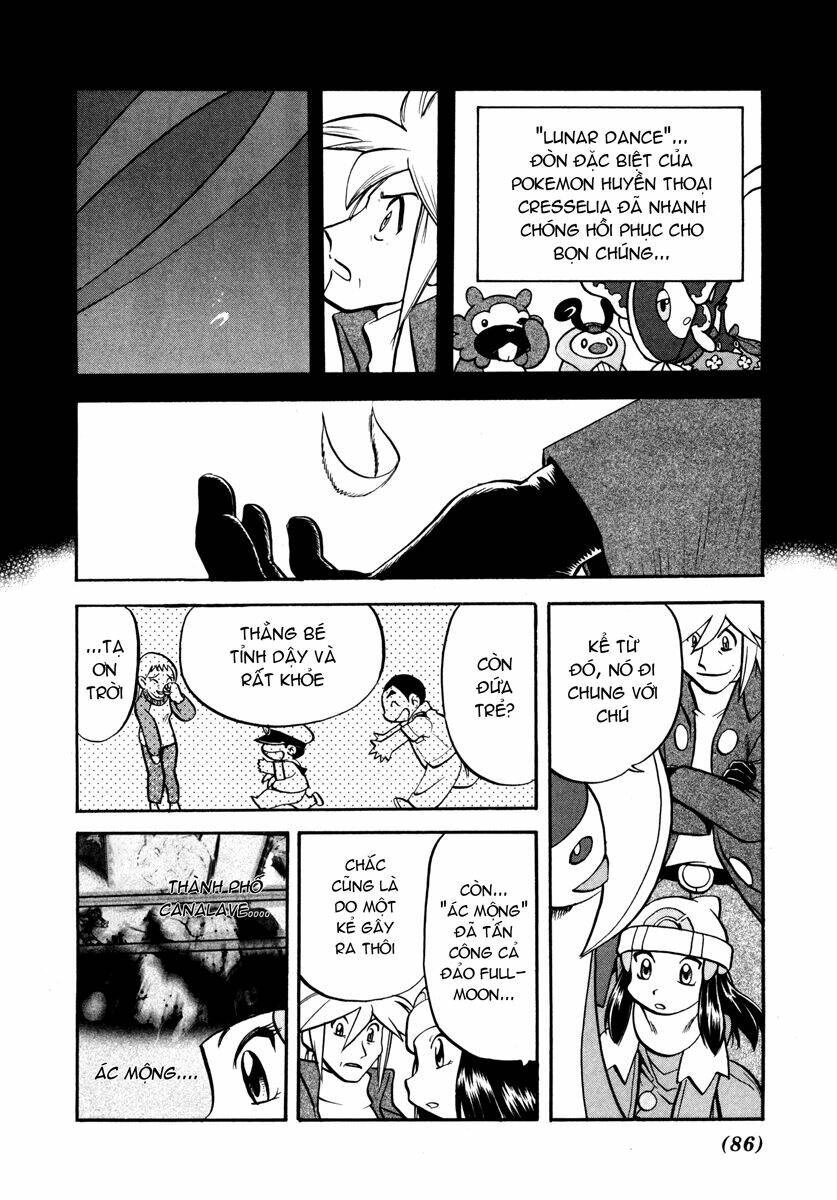 "LUNAR DANCE"...
ĐÒN ĐẶC BIỆT CỦA
POKEMON HUYỀN THOẠI
CRESSELIA ĐÃ NHANH
CHÓNG HỒI PHỤC CHO
BỌN CHÚNG...
KỂ TỪ
ĐÓ, NÓ ĐI
CHUNG VỚI
CHÚ
CÒN
ĐỨA
TRẺ?
THẰNG BÉ
TỈNH DẬY VÀ
RẤT KHỎE
...TẠ
ƠN
TRỜI
CÒN...
"ÁC MỘNG"
ĐÃ TẤN
CÔNG CẢ
ĐẢO FULL-
MOON...
CHẮC
CŨNG LÀ
DO MỘT
KẺ GÂY
RA THÔI
THÀNH PHỐ
CANALAVE....
ÁC MỘNG....
(86)